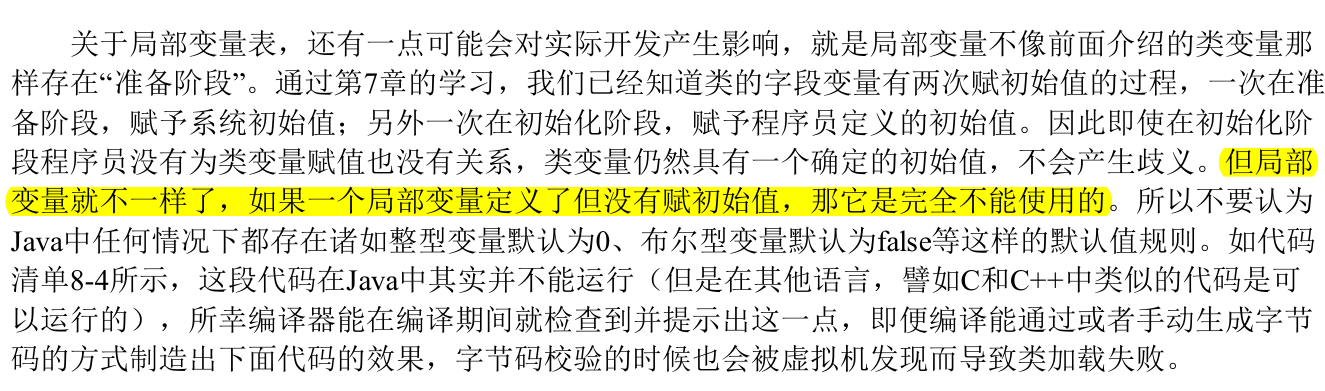 关于局部变量表，还有一点可能会对实际开发产生影响，就是局部变量不像前面介绍的类变量那
样存在“准备阶段”。通过第7章的学习，我们已经知道类的字段变量有两次赋初始值的过程，一次在准
备阶段，赋予系统初始值；另外一次在初始化阶段，赋予程序员定义的初始值。因此即使在初始化阶
段程序员没有为类变量赋值也没有关系，类变量仍然具有一个确定的初始值，不会产生歧义。但局部
变量就不一样了，如果一个局部变量定义了但没有赋初始值，那它是完全不能使用的。所以不要认为
Java中任何情况下都存在诸如整型变量默认为0、布尔型变量默认为false等这样的默认值规则。如代码
清单8-4所示，这段代码在Java中其实并不能运行（但是在其他语言，譬如C和C++中类似的代码是可
以运行的），所幸编译器能在编译期间就检查到并提示出这一点，即便编译能通过或者手动生成字节
码的方式制造出下面代码的效果，字节码校验的时候也会被虚拟机发现而导致类加载失败。